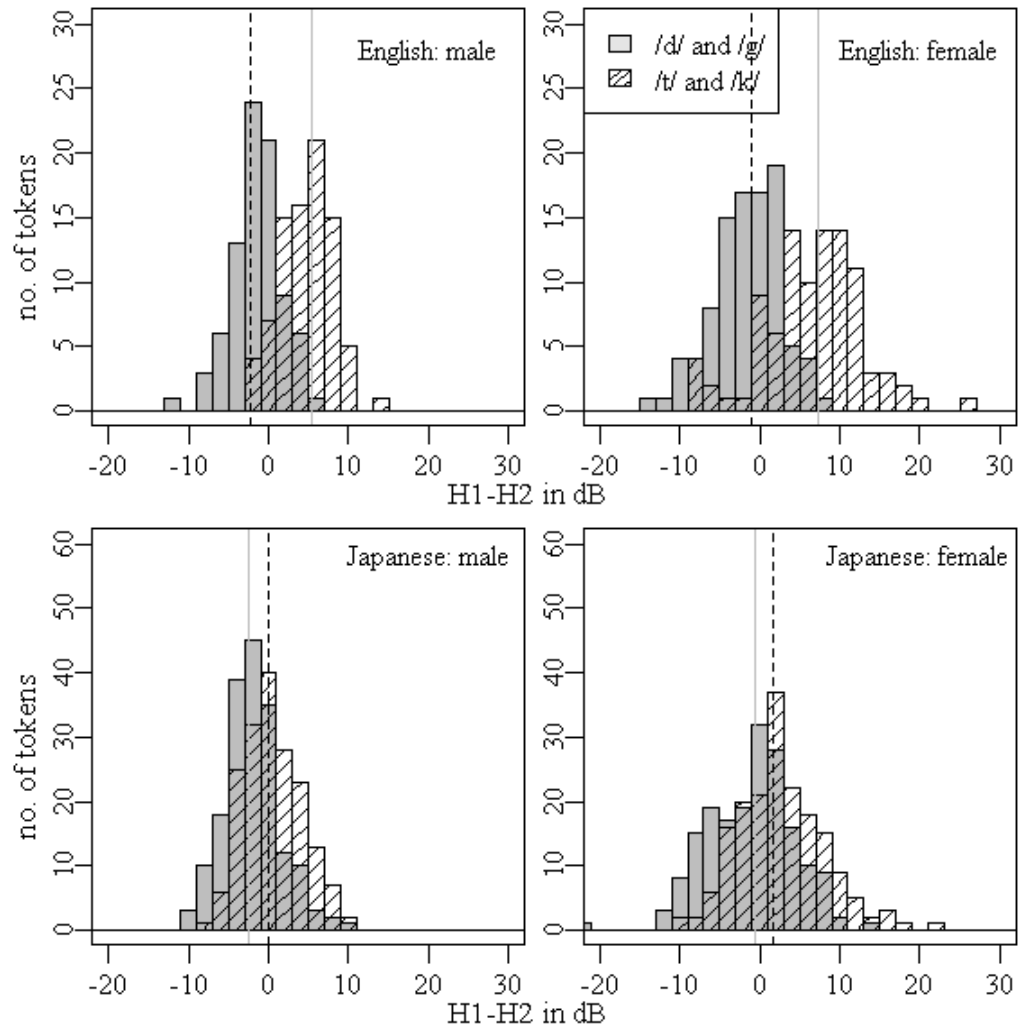 30
25
20
15
10
5
0
no. of tokens
English: male
-20 -10 0 10 20 30
30
25
20
15
10
5
0
/d/ and /g/
/t/ and /k/
English: female
-20 -10 0 10 20 30
H1-H2 in dB
60
50
40
30
20
10
0
no. of tokens
Japanese: male
-20 -10 0 10 20 30
60
50
40
30
20
10
0
Japanese: female
-20 -10 0 10 20 30
H1-H2 in dB